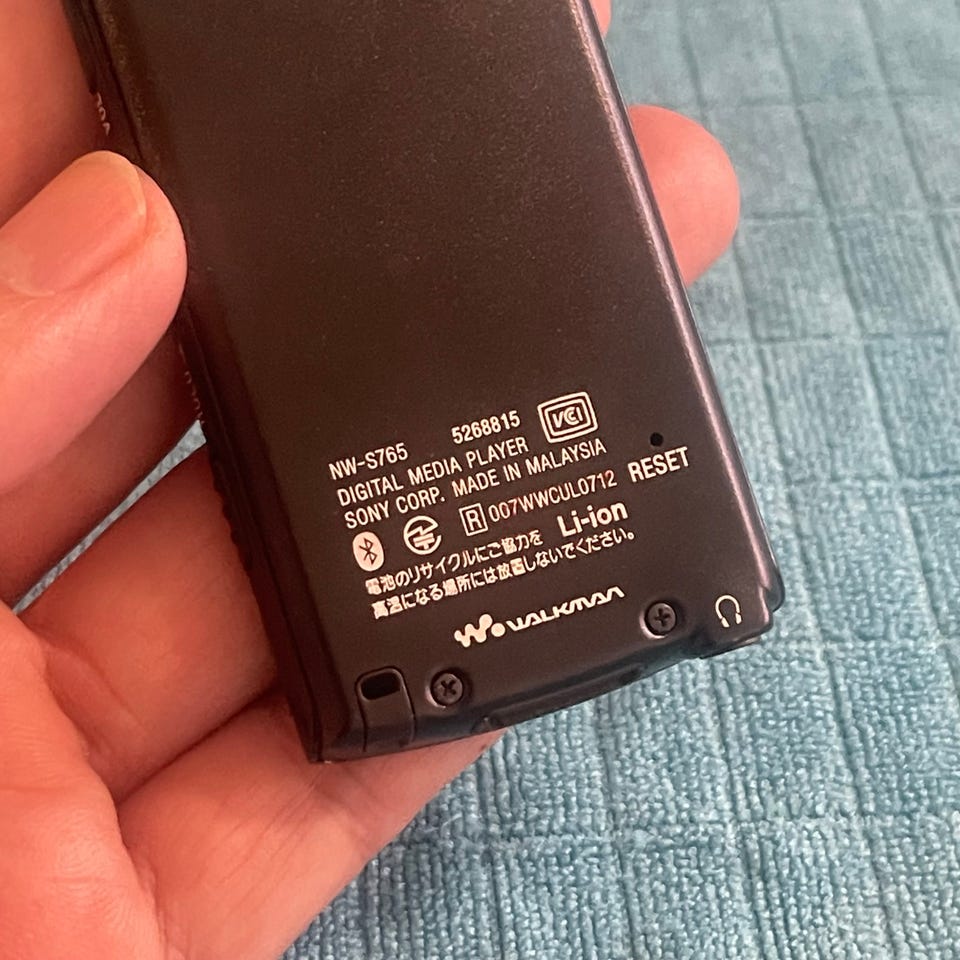 NW-S765 5268815 VCCI
DIGITAL MEDIA PLAYER
SONY CORP. MADE IN MALAYSIA
RESET
R 007WWCUL0712
電池のリサイクルにご協力を Li-ion
高温になる場所には放置しないでください。
W. WALKMAN